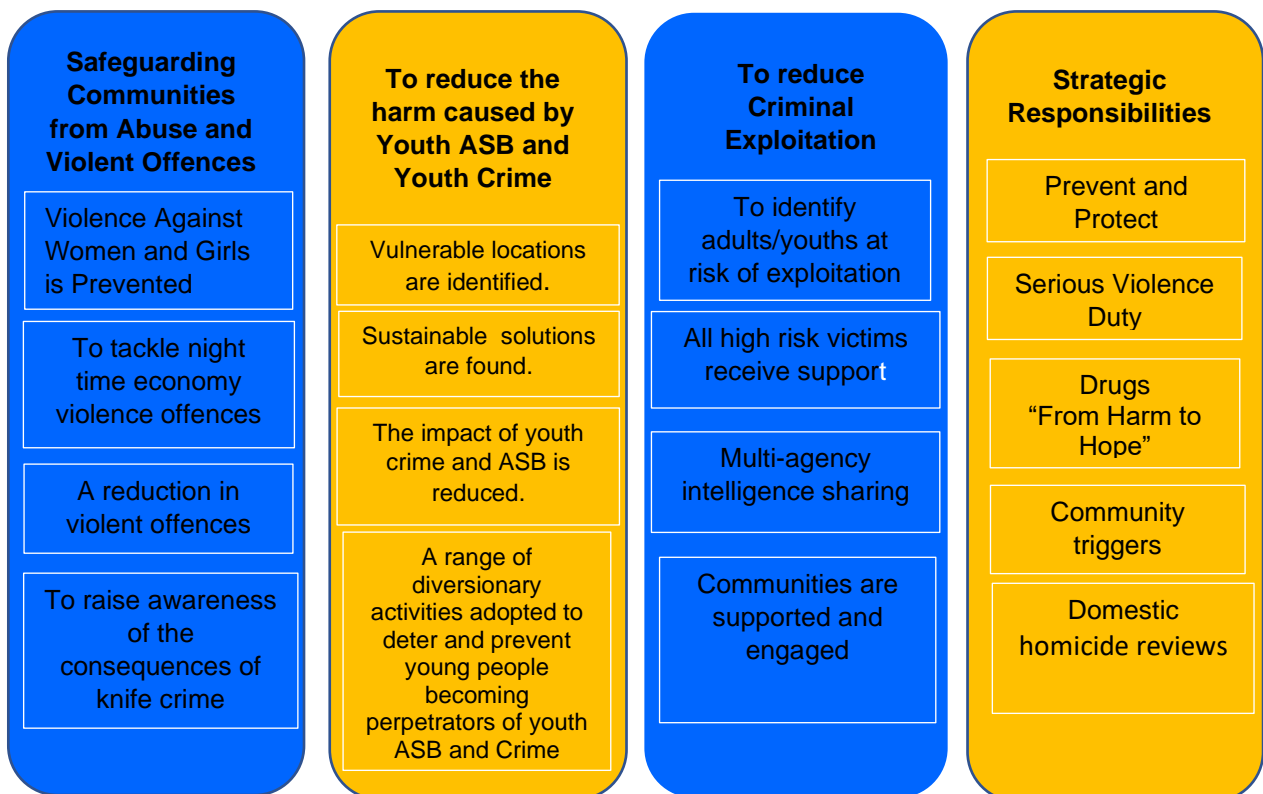 Safeguarding
Communities
from Abuse and
Violent Offences
Violence Against
Women and Girls
is Prevented
To tackle night
time economy
violence offences
A reduction in
violent offences
To raise awareness
of the
consequences of
knife crime
To reduce the
harm caused by
Youth ASB and
Youth Crime
Vulnerable locations
are identified.
Sustainable solutions
are found.
The impact of youth
crime and ASB is
reduced.
A range of
diversionary
activities adopted to
deter and prevent
young people
becoming
perpetrators of youth
ASB and Crime
To reduce
Criminal
Exploitation
To identify
adults/youths at
risk of exploitation
All high risk victims
receive support
Multi-agency
intelligence sharing
Communities are
supported and
engaged
Strategic
Responsibilities
Prevent and
Protect
Serious Violence
Duty
Drugs
“From Harm to
Hope”
Community
triggers
Domestic
homicide reviews